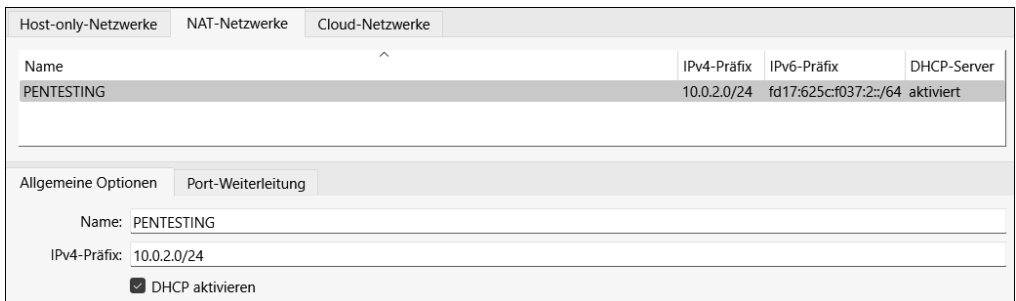 Host-only-Netzwerke NAT-Netzwerke Cloud-Netzwerke
Name IPv4-Präfix IPv6-Präfix DHCP-Server
PENTESTING 10.0.2.0/24 fd17:625c:f037:2::/64 aktiviert
Allgemeine Optionen Port-Weiterleitung
Name: PENTESTING
IPv4-Präfix: 10.0.2.0/24
DHCP aktivieren